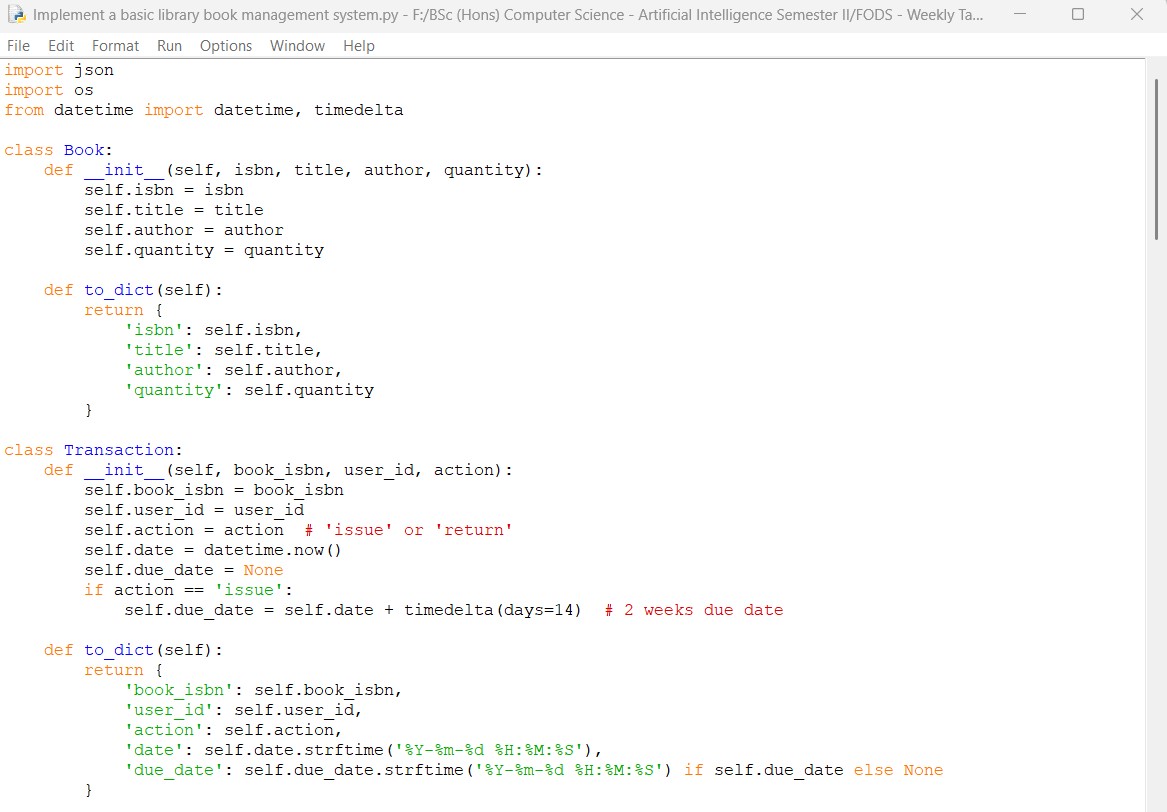 Implement a basic library book management system.py - F:/BSc (Hons) Computer Science - Artificial Intelligence Semester II/FODS - Weekly Ta...
File Edit Format Run Options Window Help
import json
import os
from datetime import datetime, timedelta

class Book:
    def __init__(self, isbn, title, author, quantity):
        self.isbn = isbn
        self.title = title
        self.author = author
        self.quantity = quantity

    def to_dict(self):
        return {
            'isbn': self.isbn,
            'title': self.title,
            'author': self.author,
            'quantity': self.quantity
        }

class Transaction:
    def __init__(self, book_isbn, user_id, action):
        self.book_isbn = book_isbn
        self.user_id = user_id
        self.action = action  # 'issue' or 'return'
        self.date = datetime.now()
        self.due_date = None
        if action == 'issue':
            self.due_date = self.date + timedelta(days=14)  # 2 weeks due date

    def to_dict(self):
        return {
            'book_isbn': self.book_isbn,
            'user_id': self.user_id,
            'action': self.action,
            'date': self.date.strftime('%Y-%m-%d %H:%M:%S'),
            'due_date': self.due_date.strftime('%Y-%m-%d %H:%M:%S') if self.due_date else None
        }